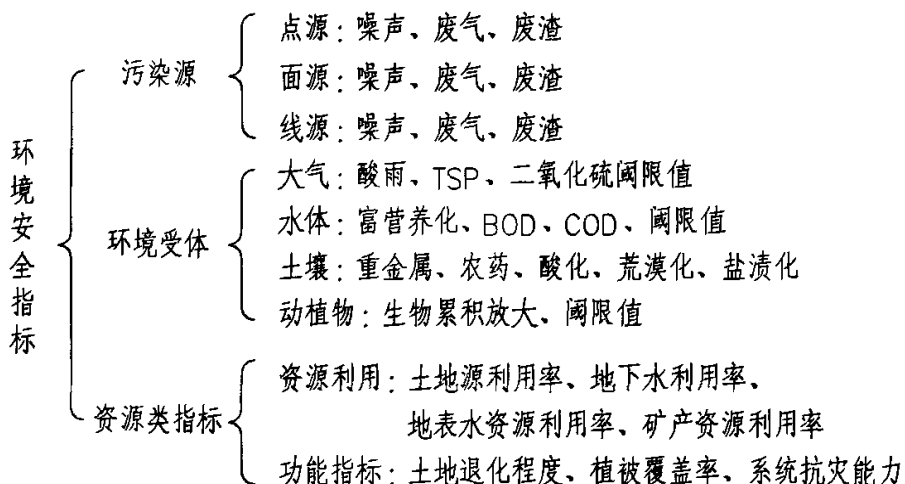 环境安全指标
污染源
点源：噪声、废气、废渣
面源：噪声、废气、废渣
线源：噪声、废气、废渣
环境受体
大气：酸雨、TSP、二氧化硫阈限值
水体：富营养化、BOD、COD、阈限值
土壤：重金属、农药、酸化、荒漠化、盐渍化
动植物：生物累积放大、阈限值
资源类指标
资源利用：土地源利用率、地下水利用率、
地表水资源利用率、矿产资源利用率
功能指标：土地退化程度、植被覆盖率、系统抗灾能力